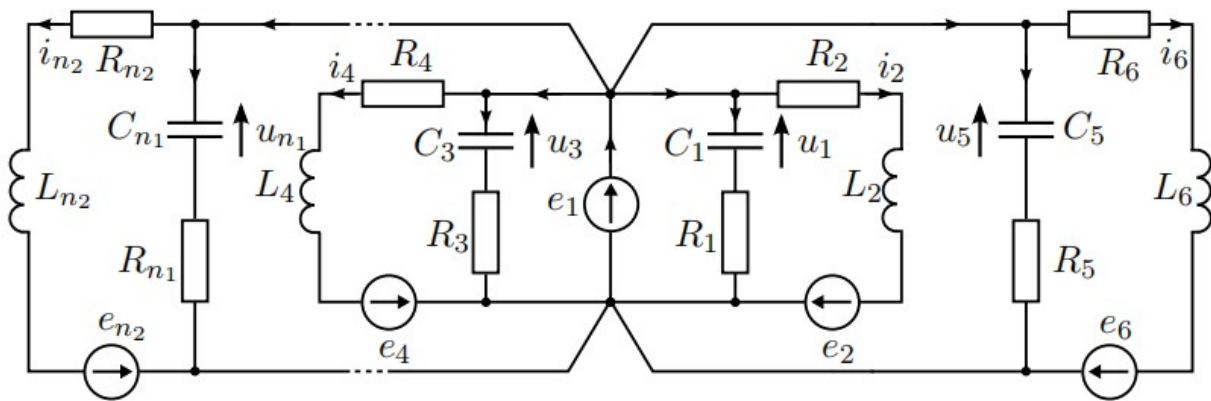 i_{n_2} R_{n_2} C_{n_1} u_{n_1} L_{n_2} R_{n_1} e_{n_2}
i_4 R_4 C_3 u_3 L_4 R_3 e_4
e_1
R_2 i_2 C_1 u_1 L_2 R_1 e_2
R_6 i_6 u_5 C_5 L_6 R_5 e_6